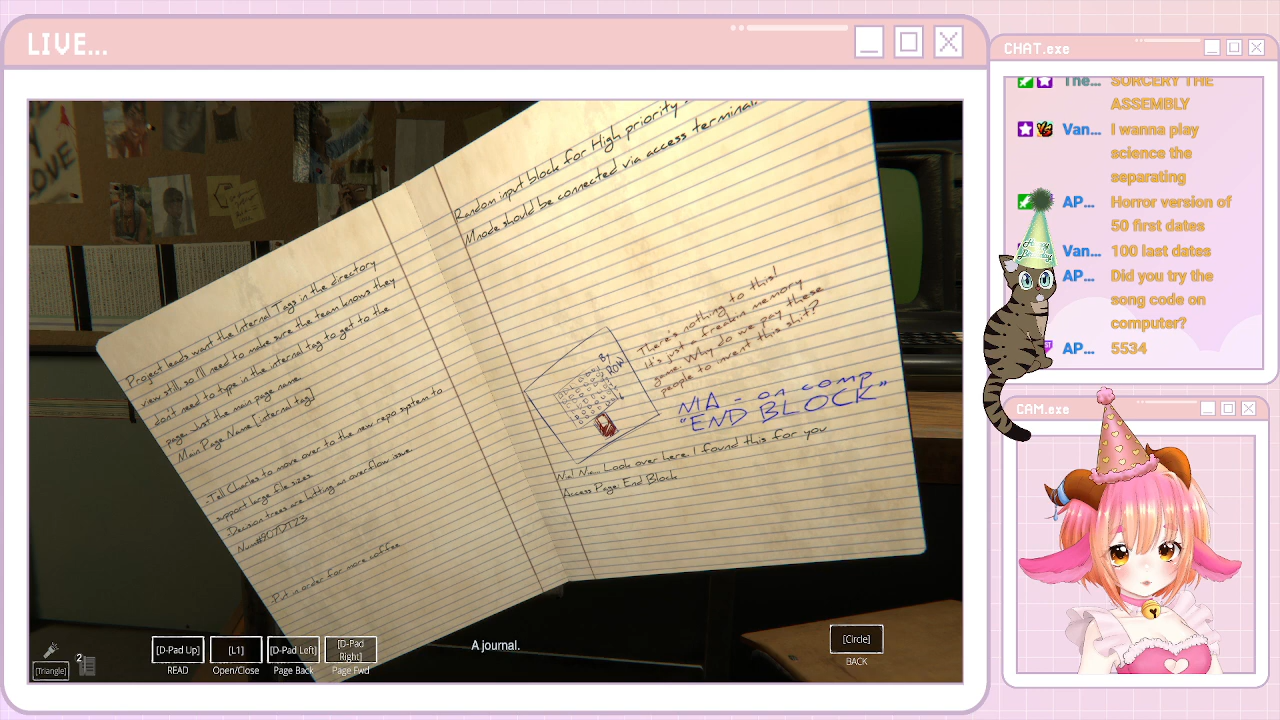 LIVE...
Project leads want the Internal Tags in the directory
view still, so I'll need to make sure the team knows they
don't need to type in the internal tag to get to the
page. Just the main page name.
Main Page Name [internal tag]
-Tell Charles to move over to the new repo system to
support large file sizes
-Decision trees are hitting an overflow issue.
-Put in order for more coffee.
Random input block for High priority
Mnode should be connected via access terminal.
There's nothing to this!
It's just a freakin memory
game. Why do we pay these
people to invent this shit?
By
ROW
N/A - on comp
"END BLOCK"
Look over here. I found this for you
Access Page: End Block
LOVE
A journal.
[Triangle]
2
[D-Pad Up]
READ
[L1]
Open/Close
[D-Pad Left]
Page Back
[D-Pad
Right]
Page Fwd
[Circle]
BACK
CHAT.exe
The... SORCERY THE
ASSEMBLY
Van... I wanna play
science the
separating
AP... Horror version of
50 first dates
Van... 100 last dates
AP... Did you try the
song code on
computer?
AP... 5534
Happy
Birthday
CAM.exe